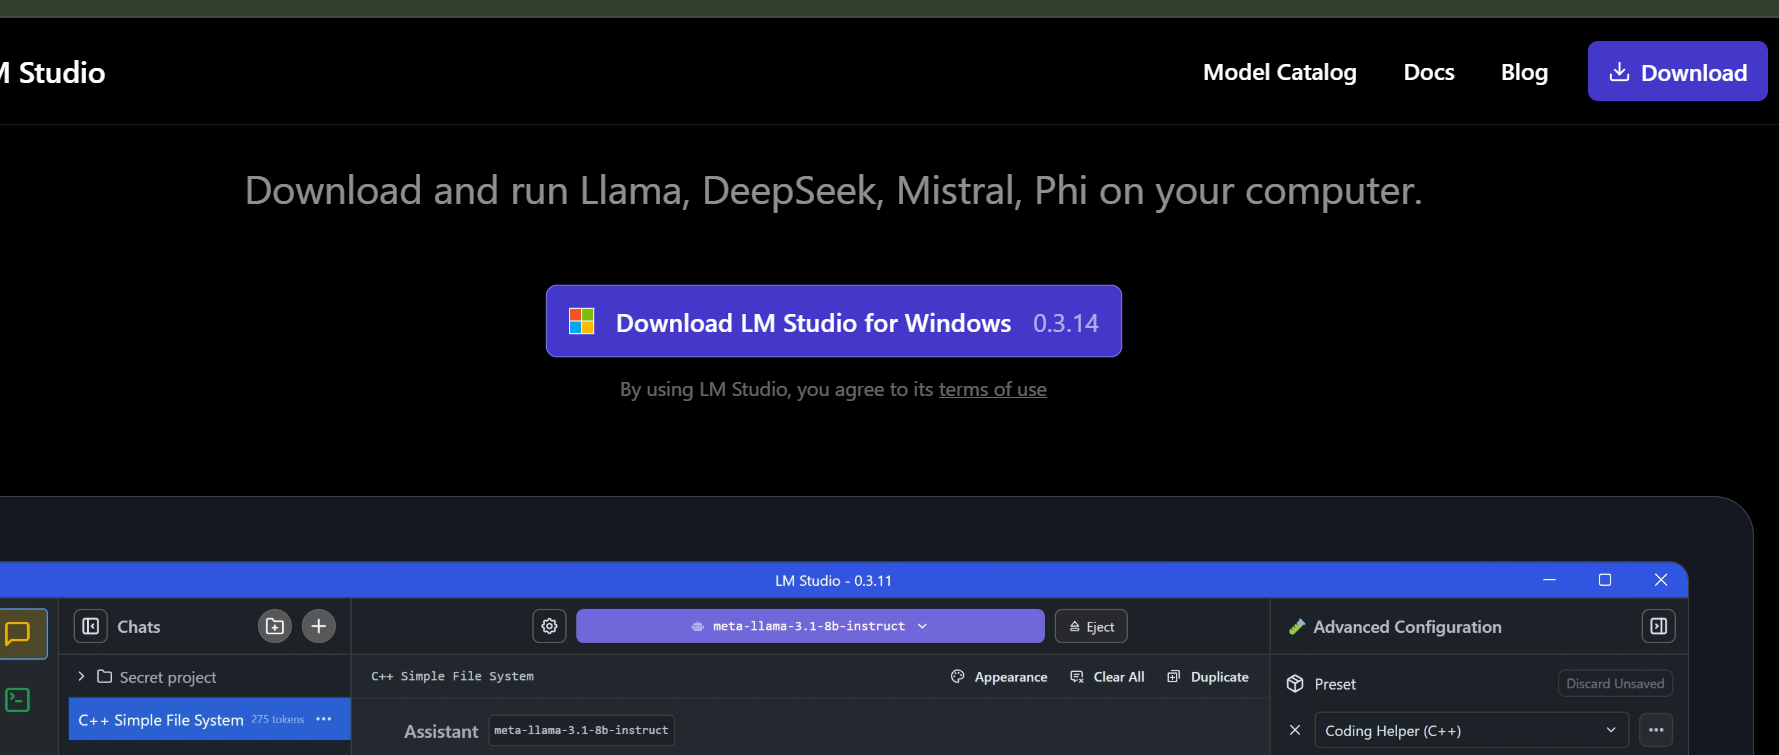 M Studio
Model Catalog
Docs
Blog
Download
Download and run Llama, DeepSeek, Mistral, Phi on your computer.
Download LM Studio for Windows 0.3.14
By using LM Studio, you agree to its terms of use
LM Studio - 0.3.11
Chats
meta-llama-3.1-8b-instruct
Eject
Advanced Configuration
Secret project
C++ Simple File System
Appearance
Clear All
Duplicate
Preset
Discard Unsaved
C++ Simple File System 275 tokens
Assistant meta-llama-3.1-8b-instruct
Coding Helper (C++)